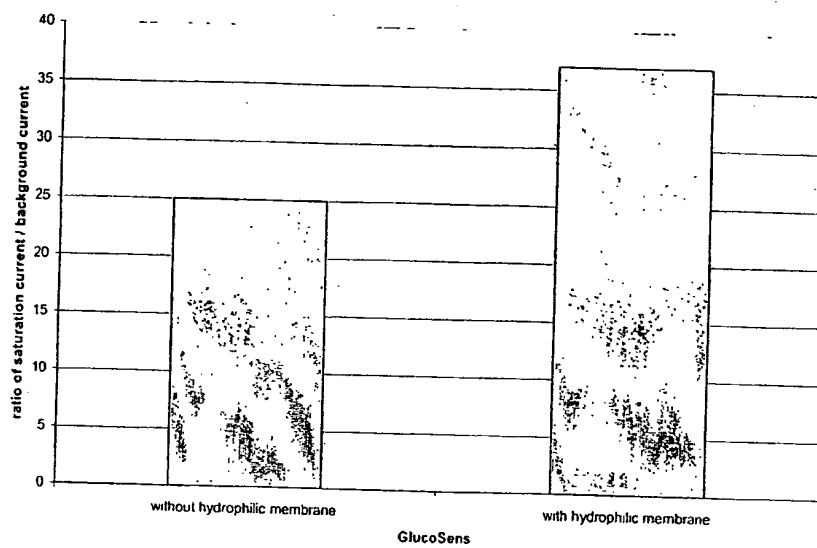 40
35
30
25
20
15
10
5
0
ratio of saturation current / background current
without hydrophilic membrane
with hydrophilic membrane
GlucoSens